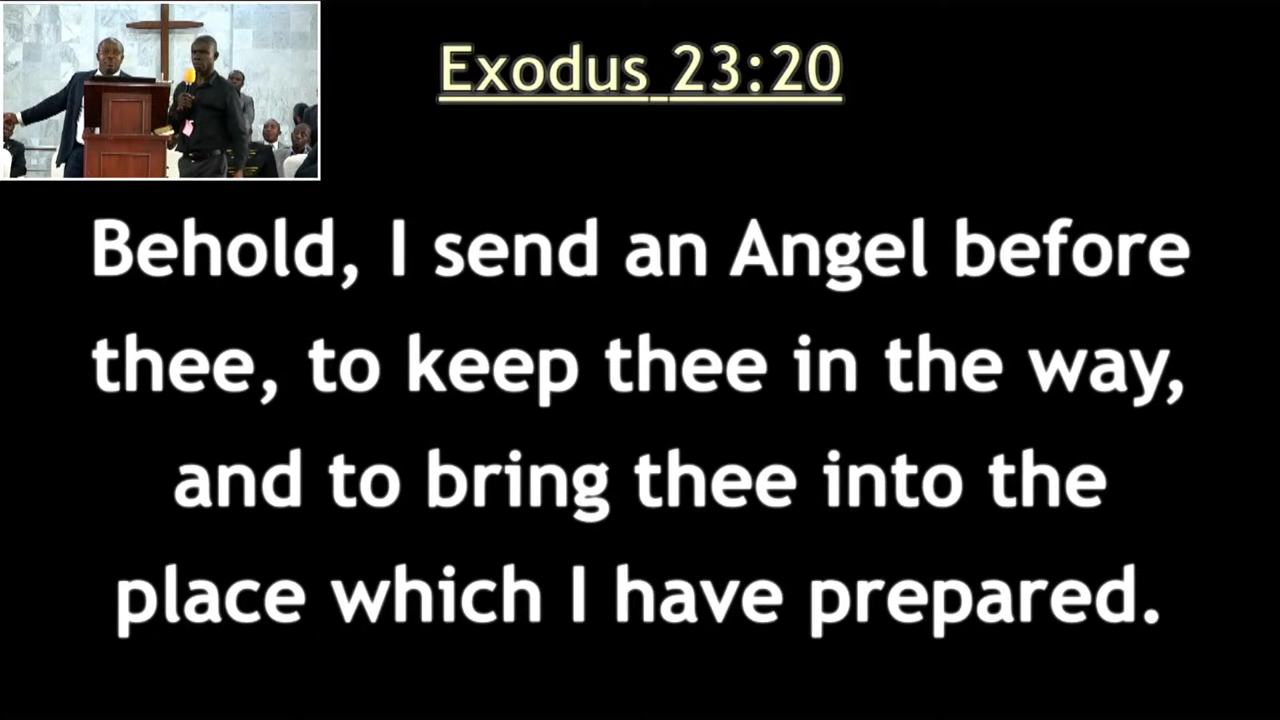 Exodus 23:20
Behold, I send an Angel before
thee, to keep thee in the way,
and to bring thee into the
place which I have prepared.